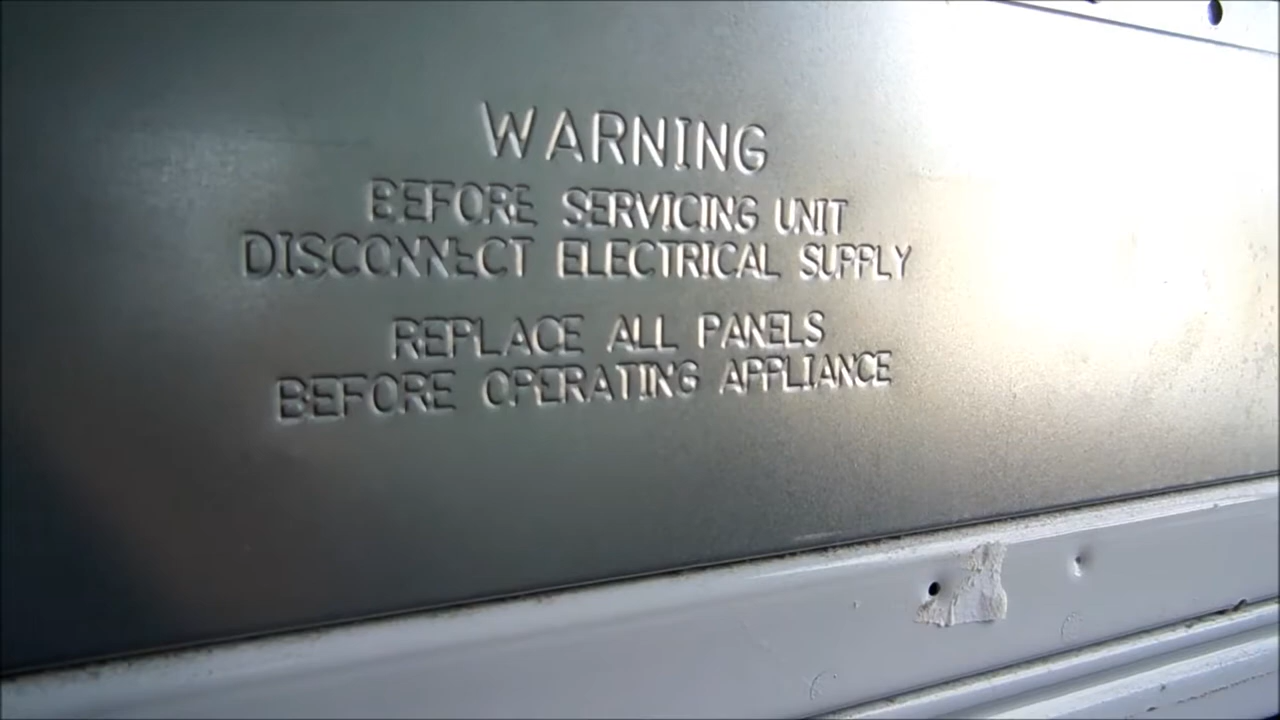 WARNING
BEFORE SERVICING UNIT
DISCONNECT ELECTRICAL SUPPLY
REPLACE ALL PANELS
BEFORE OPERATING APPLIANCE